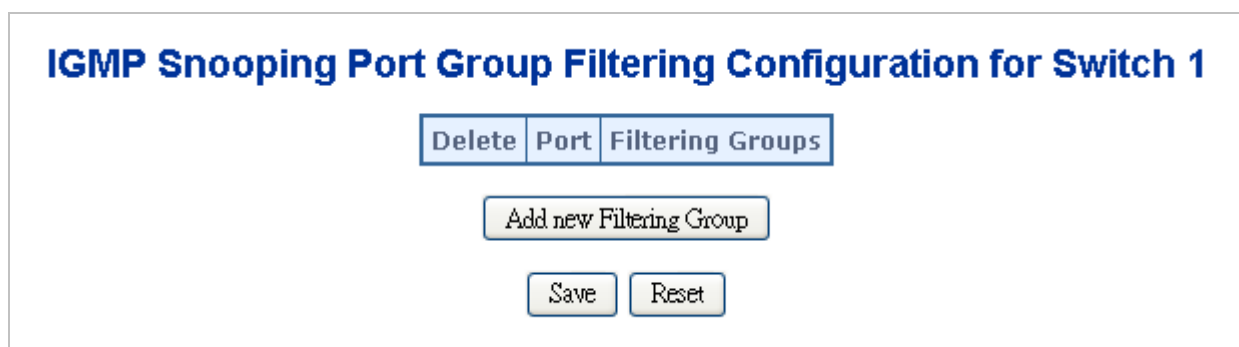 IGMP Snooping Port Group Filtering Configuration for Switch 1
Delete Port Filtering Groups
Add new Filtering Group
Save Reset